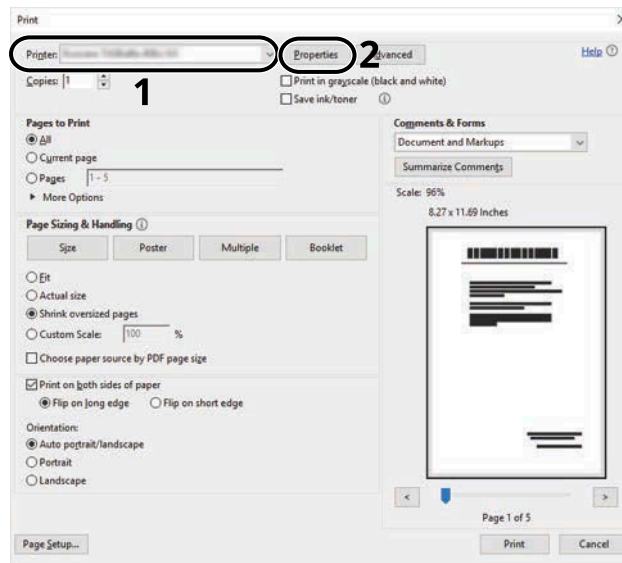 Print
Printer:
Properties
2
dvanced
Help
Copies: 1
1
Print in grayscale (black and white)
Save ink/toner
Pages to Print
All
Current page
Pages 1 - 5
More Options
Page Sizing & Handling
Size Poster Multiple Booklet
Fit
Actual size
Shrink oversized pages
Custom Scale: 100 %
Choose paper source by PDF page size
Print on both sides of paper
Flip on long edge Flip on short edge
Orientation:
Auto portrait/landscape
Portrait
Landscape
Comments & Forms
Document and Markups
Summarize Comments
Scale: 96%
8.27 x 11.69 Inches
<
>
Page 1 of 5
Page Setup...
Print
Cancel